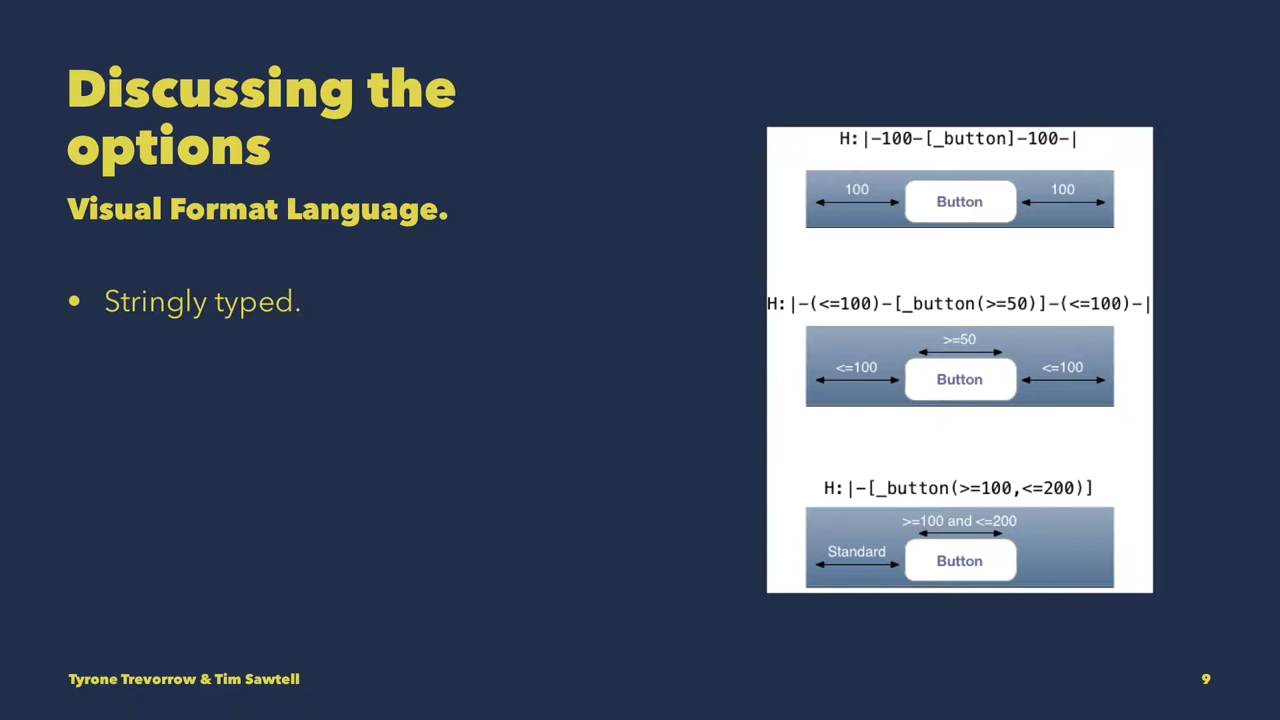 Discussing the
options
Visual Format Language.
• Stringly typed.
H:|-100-[_button]-100-|
100 Button 100
H:|-(<=100)-[_button(>=50)]-(<=100)-|
>=50
<=100 Button <=100
H:|-[_button(>=100,<=200)]
>=100 and <=200
Standard Button
Tyrone Trevorrow & Tim Sawtell 9